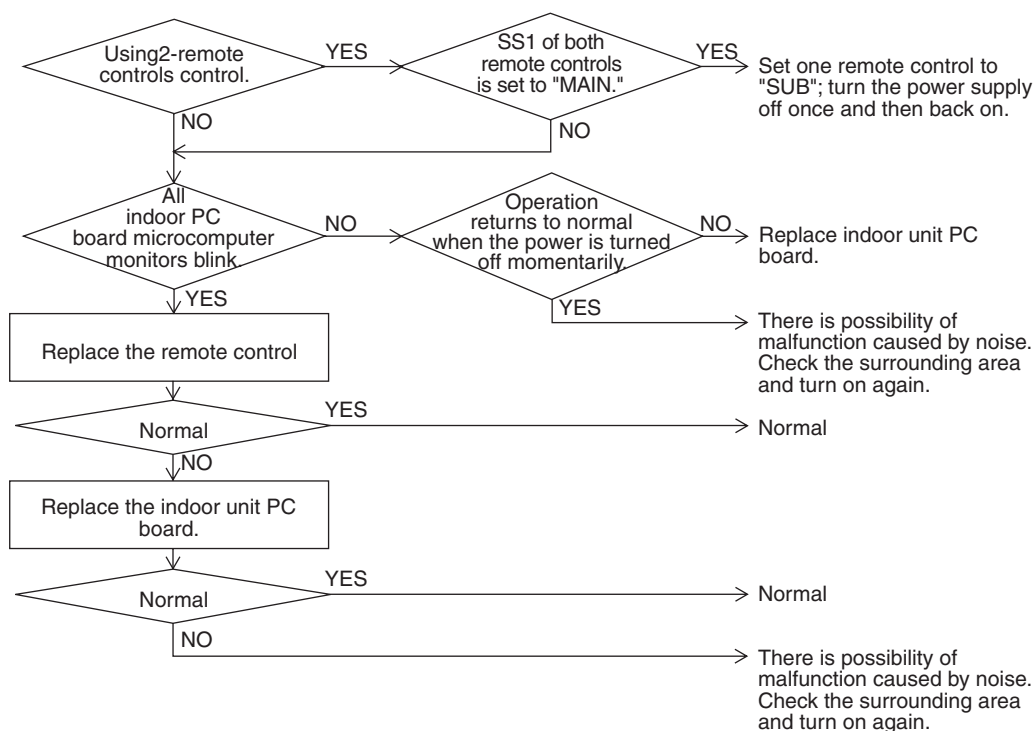 Using2-remote
controls control.
YES
SS1 of both
remote controls
is set to "MAIN."
YES
Set one remote control to
"SUB"; turn the power supply
off once and then back on.
NO
NO
All
indoor PC
board microcomputer
monitors blink.
NO
Operation
returns to normal
when the power is turned
off momentarily.
NO
Replace indoor unit PC
board.
YES
YES
There is possibility of
malfunction caused by noise.
Check the surrounding area
and turn on again.
Replace the remote control
Normal
YES
Normal
NO
Replace the indoor unit PC
board.
Normal
YES
Normal
NO
There is possibility of
malfunction caused by noise.
Check the surrounding area
and turn on again.